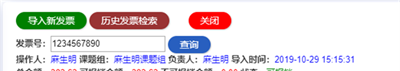 导入新发票 历史发票检索 关闭
发票号: 1234567890 查询
操作人: 麻生明 课题组: 麻生明课题组 负责人: 麻生明 导入时间: 2019-10-29 15:15:31